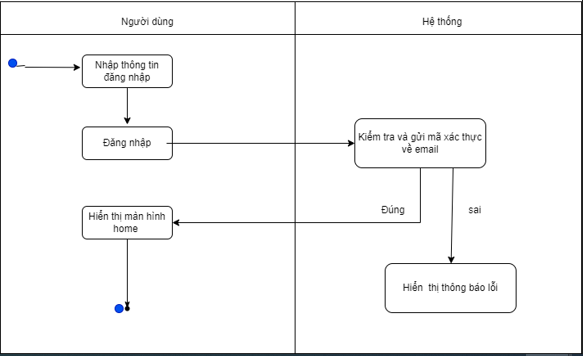 Người dùng
Hệ thống
Nhập thông tin
đăng nhập
Đăng nhập
Kiểm tra và gửi mã xác thực
về email
Hiển thị màn hình
home
Đúng
sai
Hiển thị thông báo lỗi